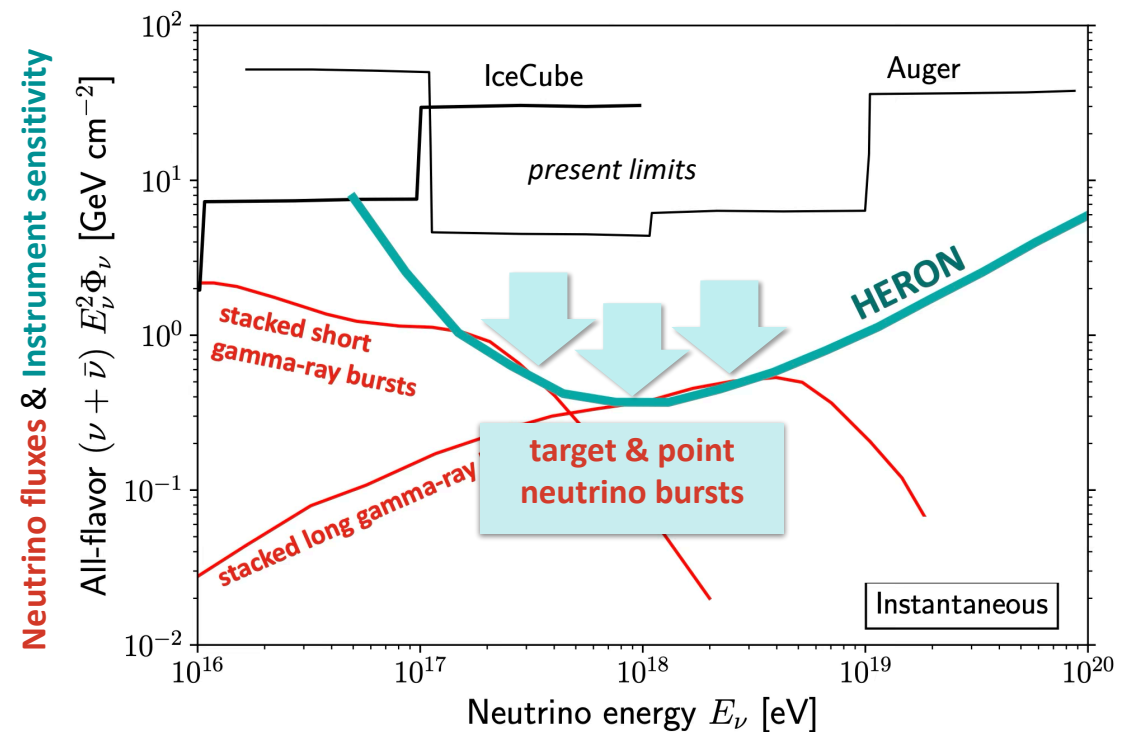 Neutrino fluxes & Instrument sensitivity
All-flavor (ν + ν̄) E²_νΦ_ν [GeV cm⁻²]
10²
10¹
10⁰
10⁻¹
10⁻²
IceCube
Auger
present limits
HERON
stacked short
gamma-ray bursts
target & point
neutrino bursts
stacked long gamma-ray
Instantaneous
10¹⁶
10¹⁷
10¹⁸
10¹⁹
10²⁰
Neutrino energy E_ν [eV]